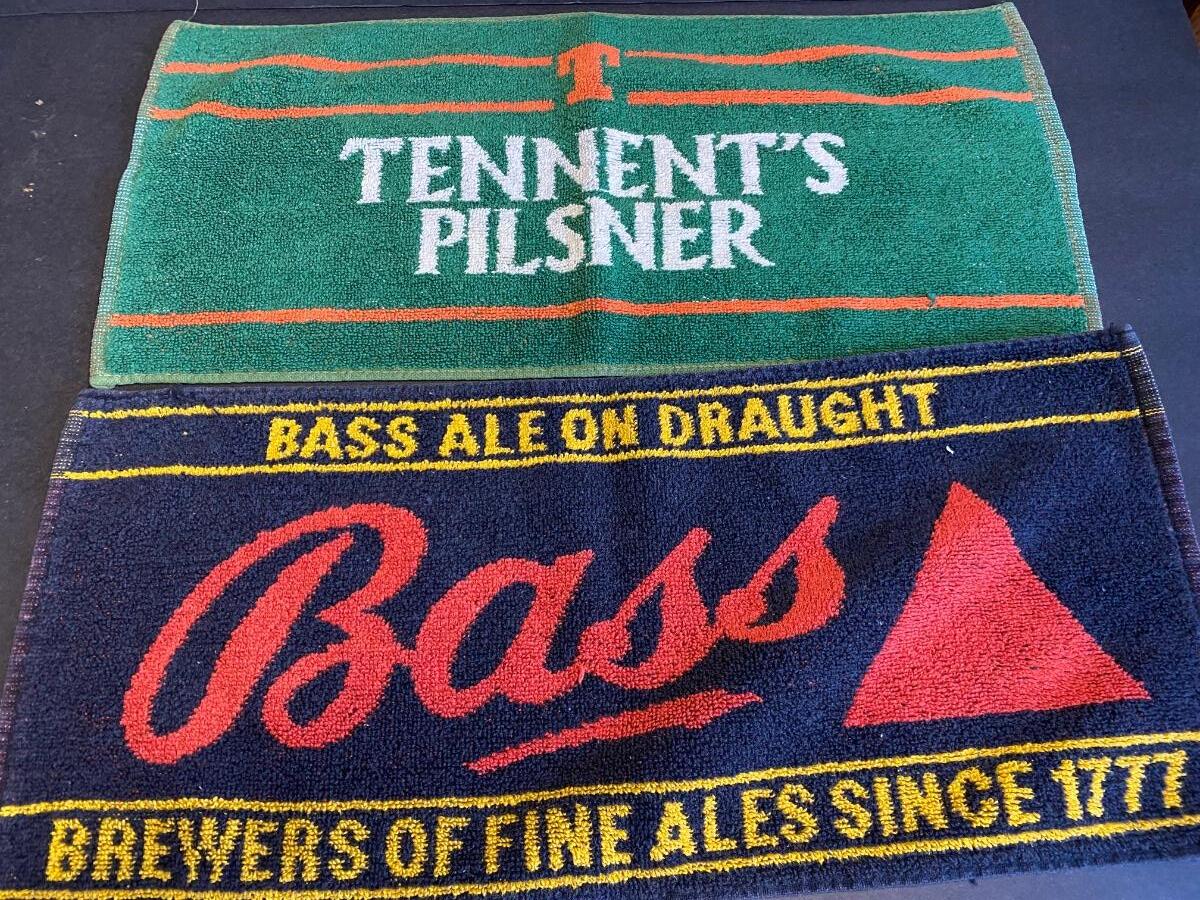 T
TENNENT'S
PILSNER
BASS ALE ON DRAUGHT
Bass
BREWERS OF FINE ALES SINCE 1777